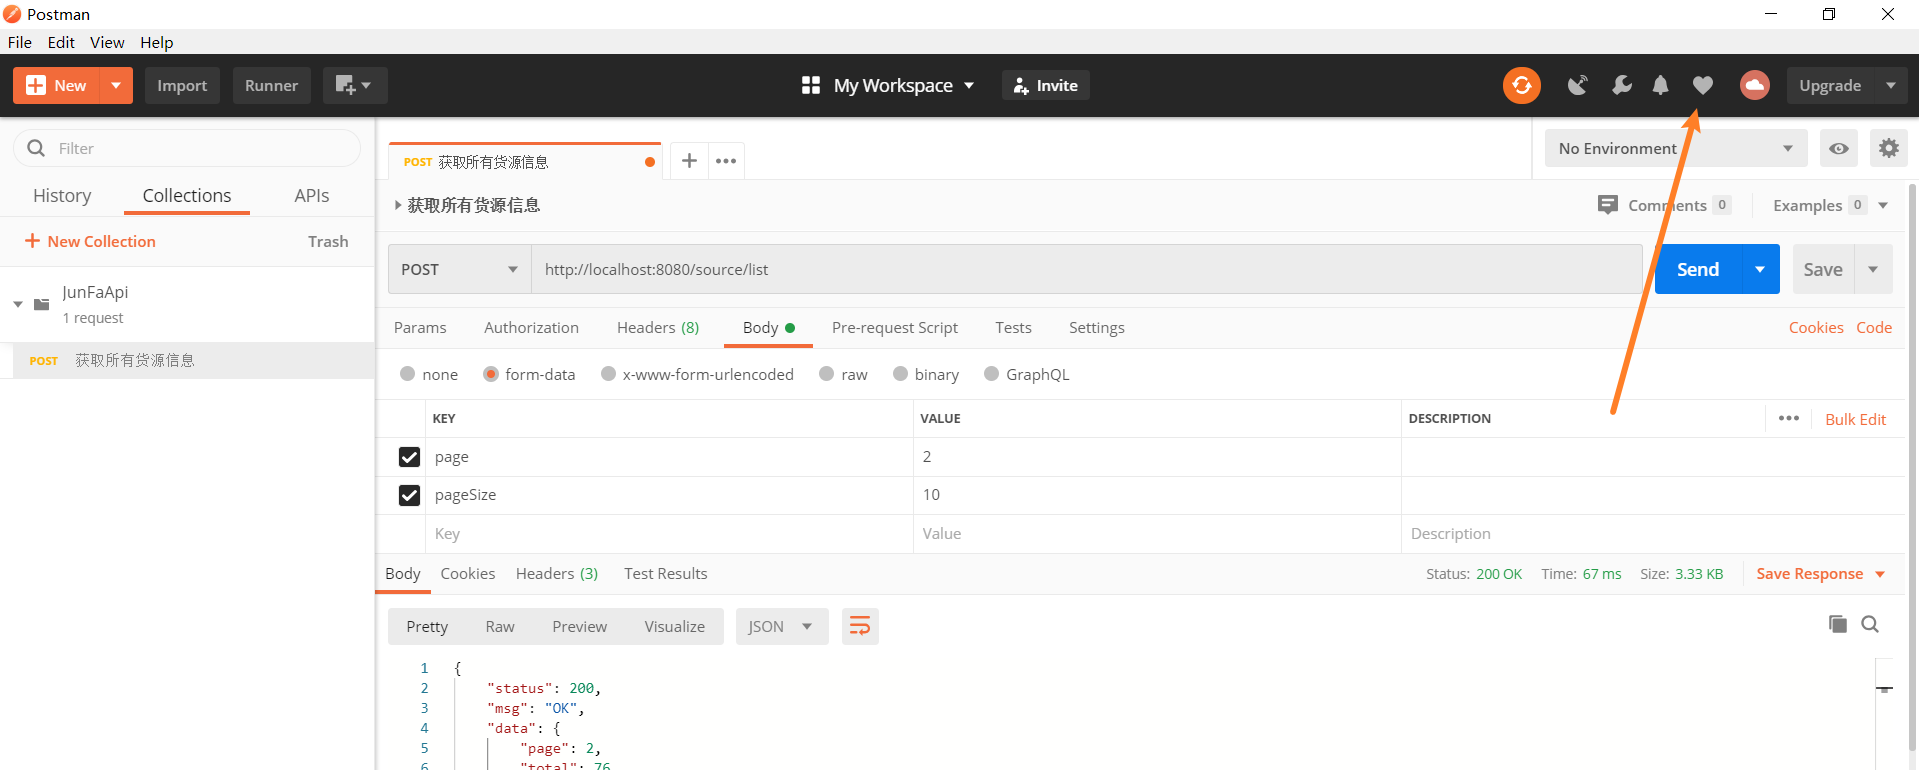 Postman
File Edit View Help
New Import Runner My Workspace Invite Upgrade
Filter
History Collections APIs
New Collection Trash
JunFaApi
1 request
POST 获取所有货源信息
POST 获取所有货源信息
No Environment
获取所有货源信息
Comments 0 Examples 0
POST http://localhost:8080/source/list Send Save
Params Authorization Headers (8) Body Pre-request Script Tests Settings Cookies Code
none form-data x-www-form-urlencoded raw binary GraphQL
KEY VALUE DESCRIPTION Bulk Edit
page 2
pageSize 10
Key Value Description
Body Cookies Headers (3) Test Results Status: 200 OK Time: 67 ms Size: 3.33 KB Save Response
Pretty Raw Preview Visualize JSON
1 {
2 "status": 200,
3 "msg": "OK",
4 "data": {
5 "page": 2,
6 "total": 76